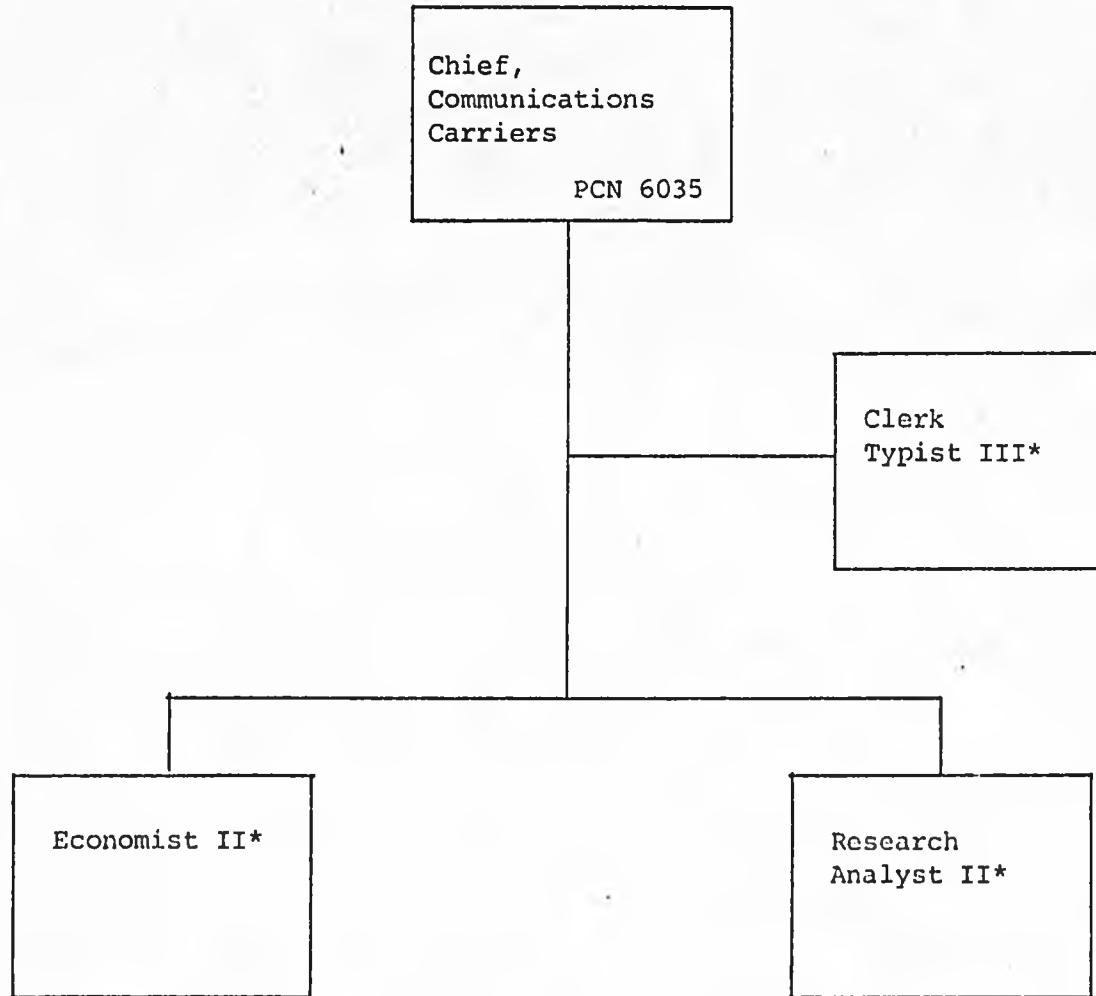 Chief,
Communications
Carriers
PCN 6035
Clerk
Typist III*
Economist II*
Research
Analyst II*